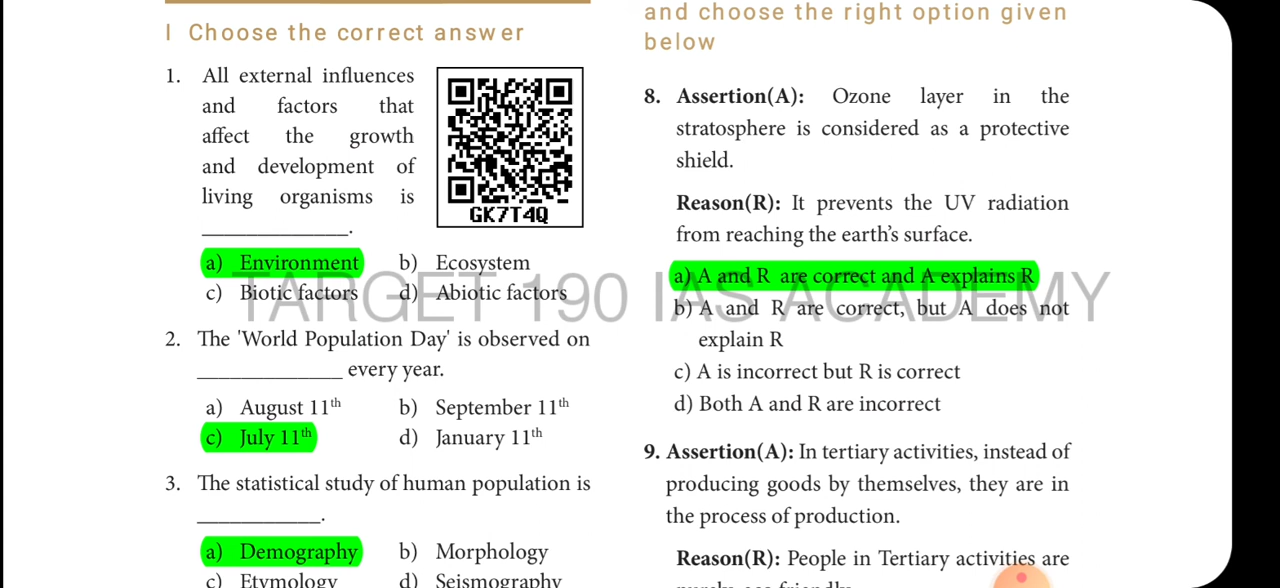 I Choose the correct answer
1. All external influences
and factors that
affect the growth
and development of
living organisms is
______________.
GK7T4Q
a) Environment b) Ecosystem
c) Biotic factors d) Abiotic factors
2. The 'World Population Day' is observed on
______________ every year.
a) August 11th b) September 11th
c) July 11th d) January 11th
3. The statistical study of human population is
____________.
a) Demography b) Morphology
c) Etymology d) Seismography
and choose the right option given
below
8. Assertion(A): Ozone layer in the
stratosphere is considered as a protective
shield.
Reason(R): It prevents the UV radiation
from reaching the earth's surface.
a) A and R are correct and A explains R
b) A and R are correct, but A does not
explain R
c) A is incorrect but R is correct
d) Both A and R are incorrect
9. Assertion(A): In tertiary activities, instead of
producing goods by themselves, they are in
the process of production.
Reason(R): People in Tertiary activities are
TARGET 190 IAS ACADEMY